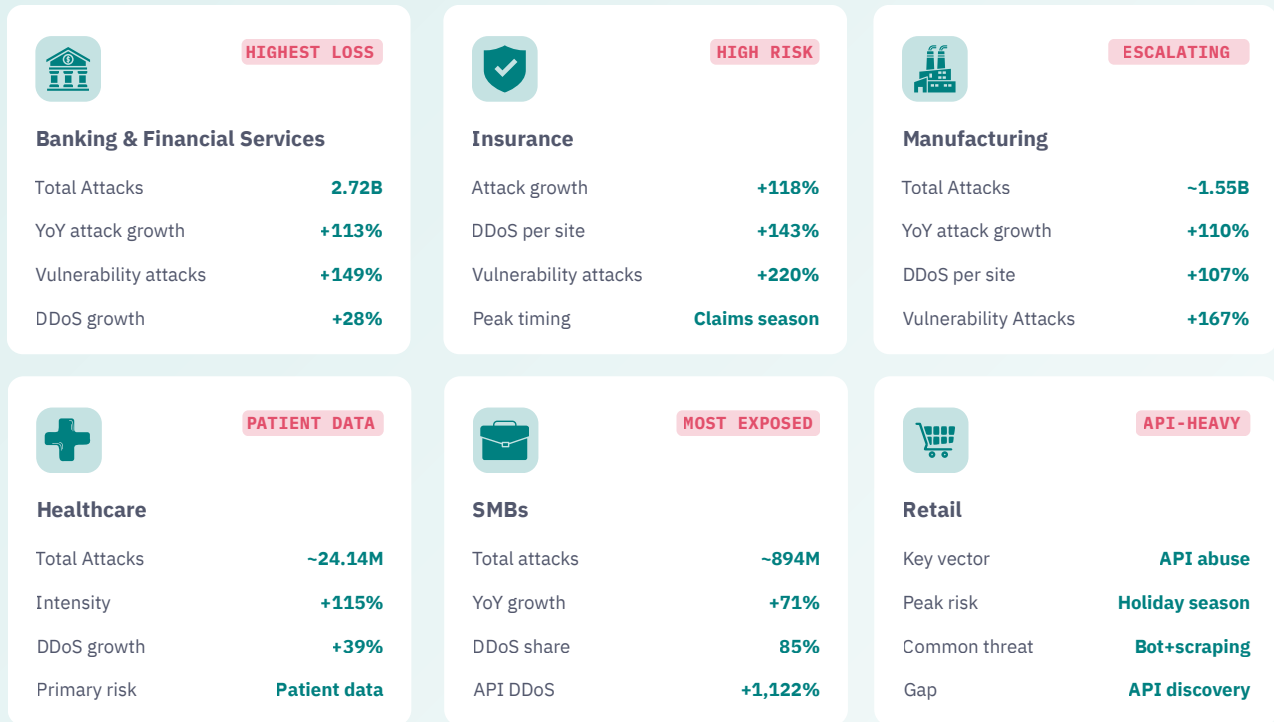 HIGHEST LOSS
Banking & Financial Services
Total Attacks 2.72B
YoY attack growth +113%
Vulnerability attacks +149%
DDoS growth +28%
HIGH RISK
Insurance
Attack growth +118%
DDoS per site +143%
Vulnerability attacks +220%
Peak timing Claims season
ESCALATING
Manufacturing
Total Attacks ~1.55B
YoY attack growth +110%
DDoS per site +107%
Vulnerability Attacks +167%
PATIENT DATA
Healthcare
Total Attacks ~24.14M
Intensity +115%
DDoS growth +39%
Primary risk Patient data
MOST EXPOSED
SMBs
Total attacks ~894M
YoY growth +71%
DDoS share 85%
API DDoS +1,122%
API-HEAVY
Retail
Key vector API abuse
Peak risk Holiday season
Common threat Bot+scraping
Gap API discovery